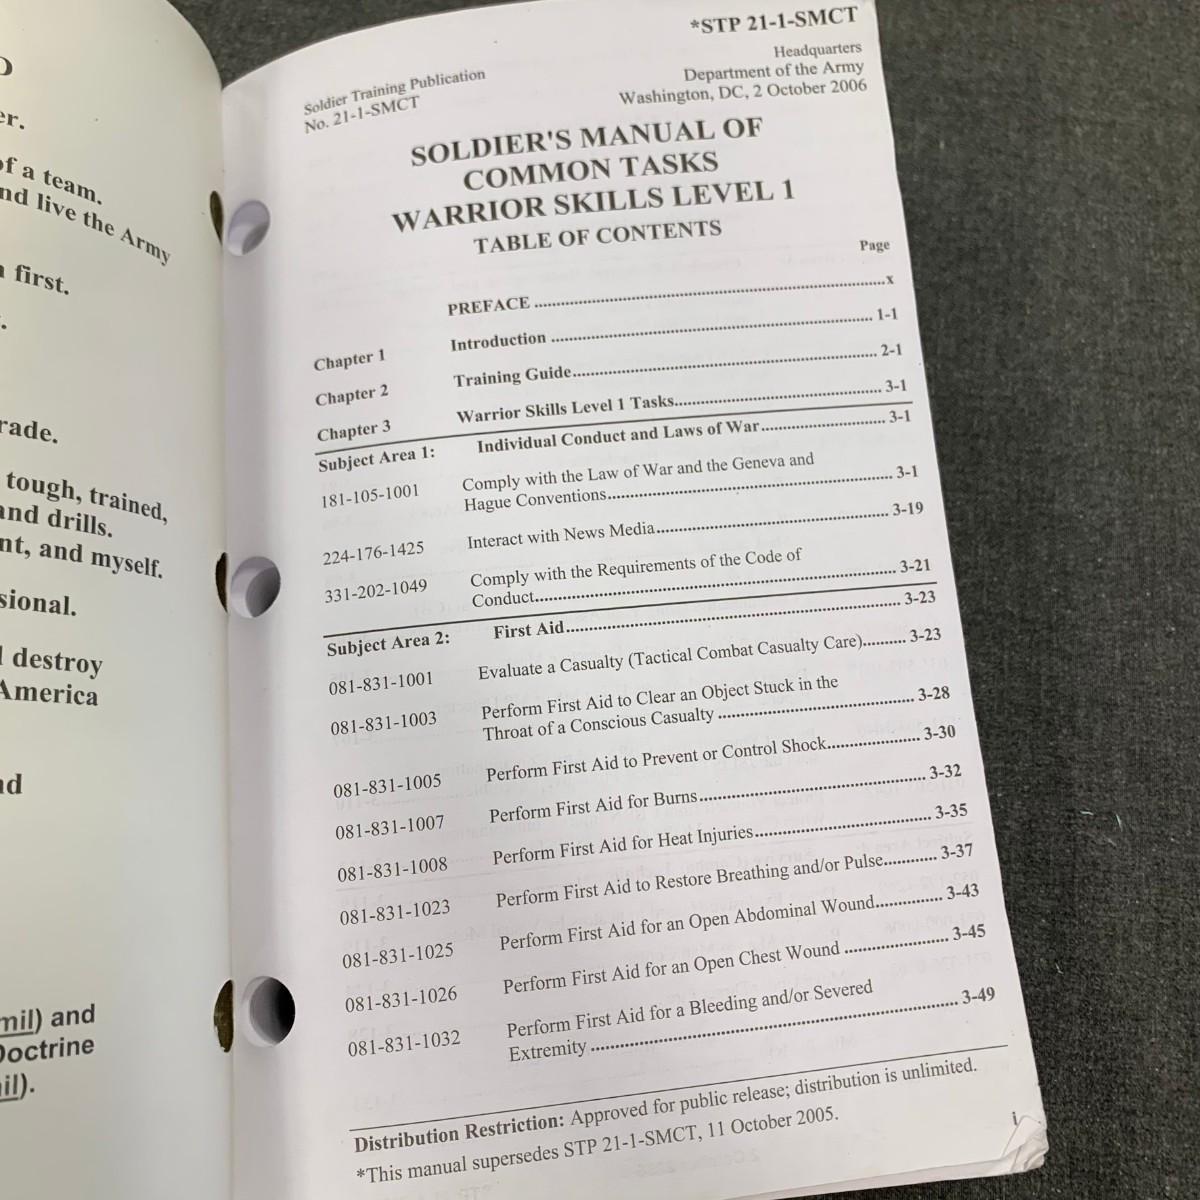 O
er.
of a team.
nd live the Army
first.
.
rade.
tough, trained,
and drills.
nt, and myself.
sional.
destroy
America
nd
mil) and
Doctrine
il).
*STP 21-1-SMCT
Soldier Training Publication
No. 21-1-SMCT
Headquarters
Department of the Army
Washington, DC, 2 October 2006
SOLDIER'S MANUAL OF
COMMON TASKS
WARRIOR SKILLS LEVEL 1
TABLE OF CONTENTS
Page
PREFACE ........ x
Chapter 1 Introduction ........ 1-1
Chapter 2 Training Guide........ 2-1
Chapter 3 Warrior Skills Level 1 Tasks........ 3-1
Subject Area 1: Individual Conduct and Laws of War........ 3-1
181-105-1001 Comply with the Law of War and the Geneva and
Hague Conventions........ 3-1
224-176-1425 Interact with News Media........ 3-19
331-202-1049 Comply with the Requirements of the Code of
Conduct........ 3-21
Subject Area 2: First Aid........ 3-23
081-831-1001 Evaluate a Casualty (Tactical Combat Casualty Care)........ 3-23
081-831-1003 Perform First Aid to Clear an Object Stuck in the
Throat of a Conscious Casualty ........ 3-28
081-831-1005 Perform First Aid to Prevent or Control Shock........ 3-30
081-831-1007 Perform First Aid for Burns........ 3-32
081-831-1008 Perform First Aid for Heat Injuries........ 3-35
081-831-1023 Perform First Aid to Restore Breathing and/or Pulse........ 3-37
081-831-1025 Perform First Aid for an Open Abdominal Wound........ 3-43
081-831-1026 Perform First Aid for an Open Chest Wound ........ 3-45
081-831-1032 Perform First Aid for a Bleeding and/or Severed
Extremity ........ 3-49
Distribution Restriction: Approved for public release; distribution is unlimited.
*This manual supersedes STP 21-1-SMCT, 11 October 2005.
i